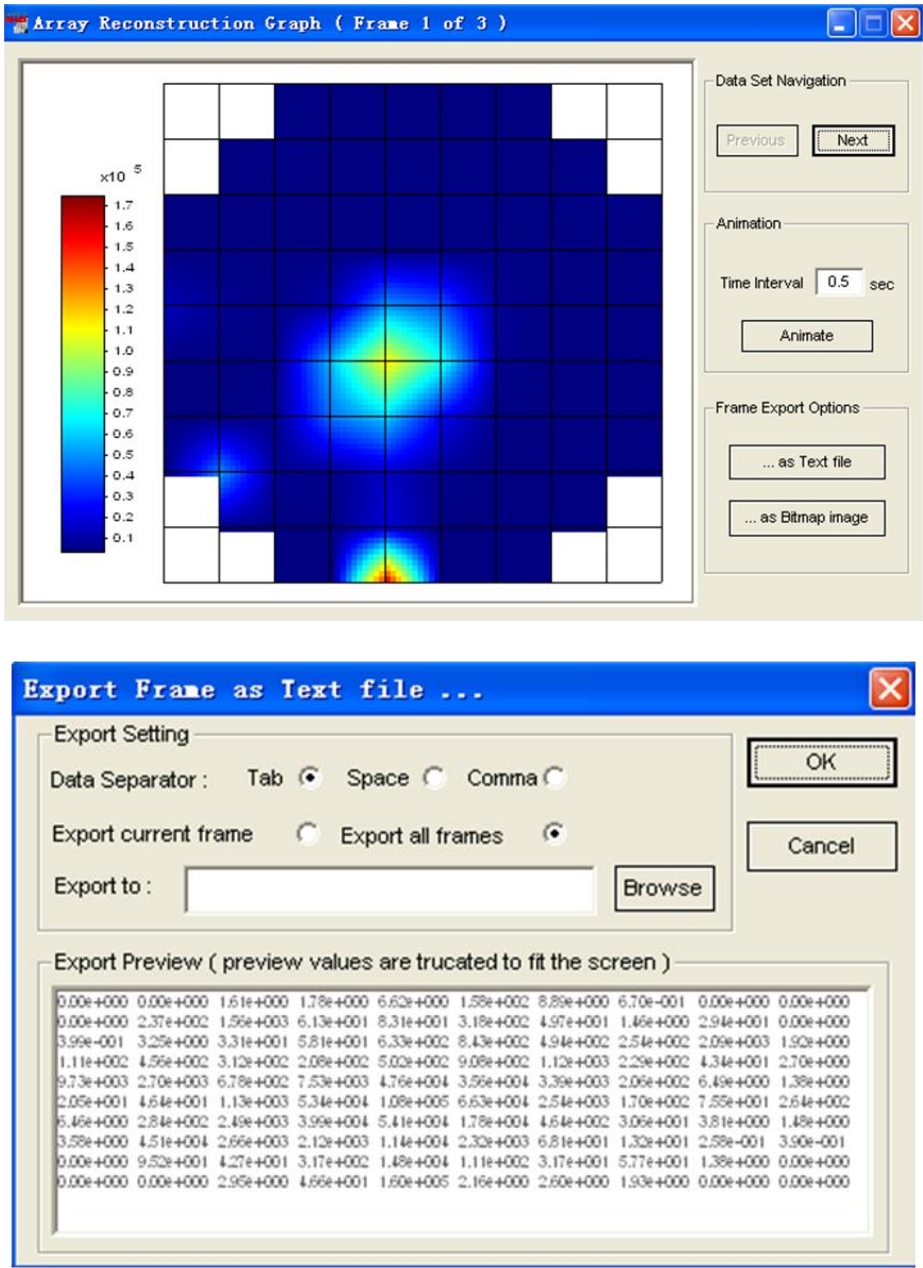 Array Reconstruction Graph ( Frame 1 of 3 )
Data Set Navigation
Previous Next
x10 5
1.7
1.6
1.5
1.4
1.3
1.2
1.1
1.0
0.9
0.8
0.7
0.6
0.5
0.4
0.3
0.2
0.1
Animation
Time Interval 0.5 sec
Animate
Frame Export Options
... as Text file
... as Bitmap image
Export Frame as Text file ...
Export Setting
Data Separator : Tab Space Comma
OK
Export current frame Export all frames
Cancel
Export to : Browse
Export Preview ( preview values are trucated to fit the screen )
0.00e+000 0.00e+000 1.61e+000 1.78e+000 6.62e+000 1.58e+002 8.89e+000 6.70e-001 0.00e+000 0.00e+000
0.00e+000 2.37e+002 1.56e+003 6.13e+001 8.31e+001 3.18e+002 4.97e+001 1.46e+000 2.94e+001 0.00e+000
3.99e-001 3.25e+000 3.31e+001 5.81e+001 6.33e+002 8.43e+002 4.94e+002 2.54e+002 2.09e+003 1.92e+000
1.11e+002 4.56e+002 3.12e+002 2.08e+002 5.02e+002 9.08e+002 1.12e+003 2.29e+002 4.34e+001 2.70e+000
9.73e+003 2.70e+003 6.78e+002 7.53e+003 4.76e+004 3.56e+004 3.39e+003 2.06e+002 6.49e+000 1.38e+000
2.05e+001 4.64e+001 1.13e+003 5.34e+004 1.08e+005 6.63e+004 2.54e+003 1.70e+002 7.55e+001 2.64e+002
6.46e+000 2.84e+002 2.49e+003 3.99e+004 5.41e+004 1.78e+004 4.64e+002 3.06e+001 3.81e+000 1.48e+000
3.58e+000 4.51e+004 2.66e+003 2.12e+003 1.14e+004 2.32e+003 6.81e+001 1.32e+001 2.58e-001 3.90e-001
0.00e+000 9.52e+001 4.27e+001 3.17e+002 1.48e+004 1.11e+002 3.17e+001 5.77e+001 1.38e+000 0.00e+000
0.00e+000 0.00e+000 2.95e+000 4.66e+001 1.60e+005 2.16e+000 2.60e+000 1.93e+000 0.00e+000 0.00e+000